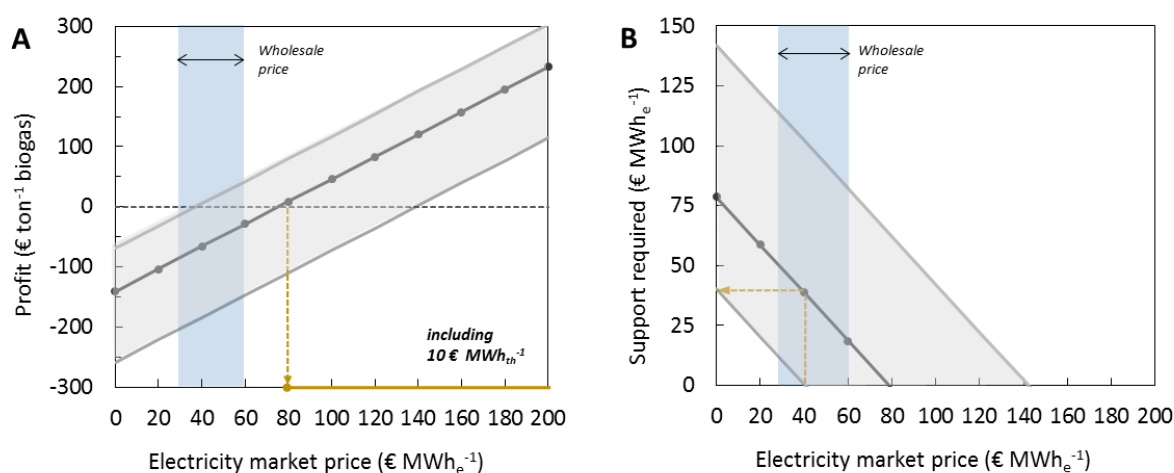 A
300
200
100
0
-100
-200
-300
Profit (€ ton⁻¹ biogas)
Wholesale
price
including
10 € MWhth⁻¹
0 20 40 60 80 100 120 140 160 180 200
Electricity market price (€ MWhe⁻¹)
B
150
125
100
75
50
25
0
Support required (€ MWhe⁻¹)
Wholesale
price
0 20 40 60 80 100 120 140 160 180 200
Electricity market price (€ MWhe⁻¹)